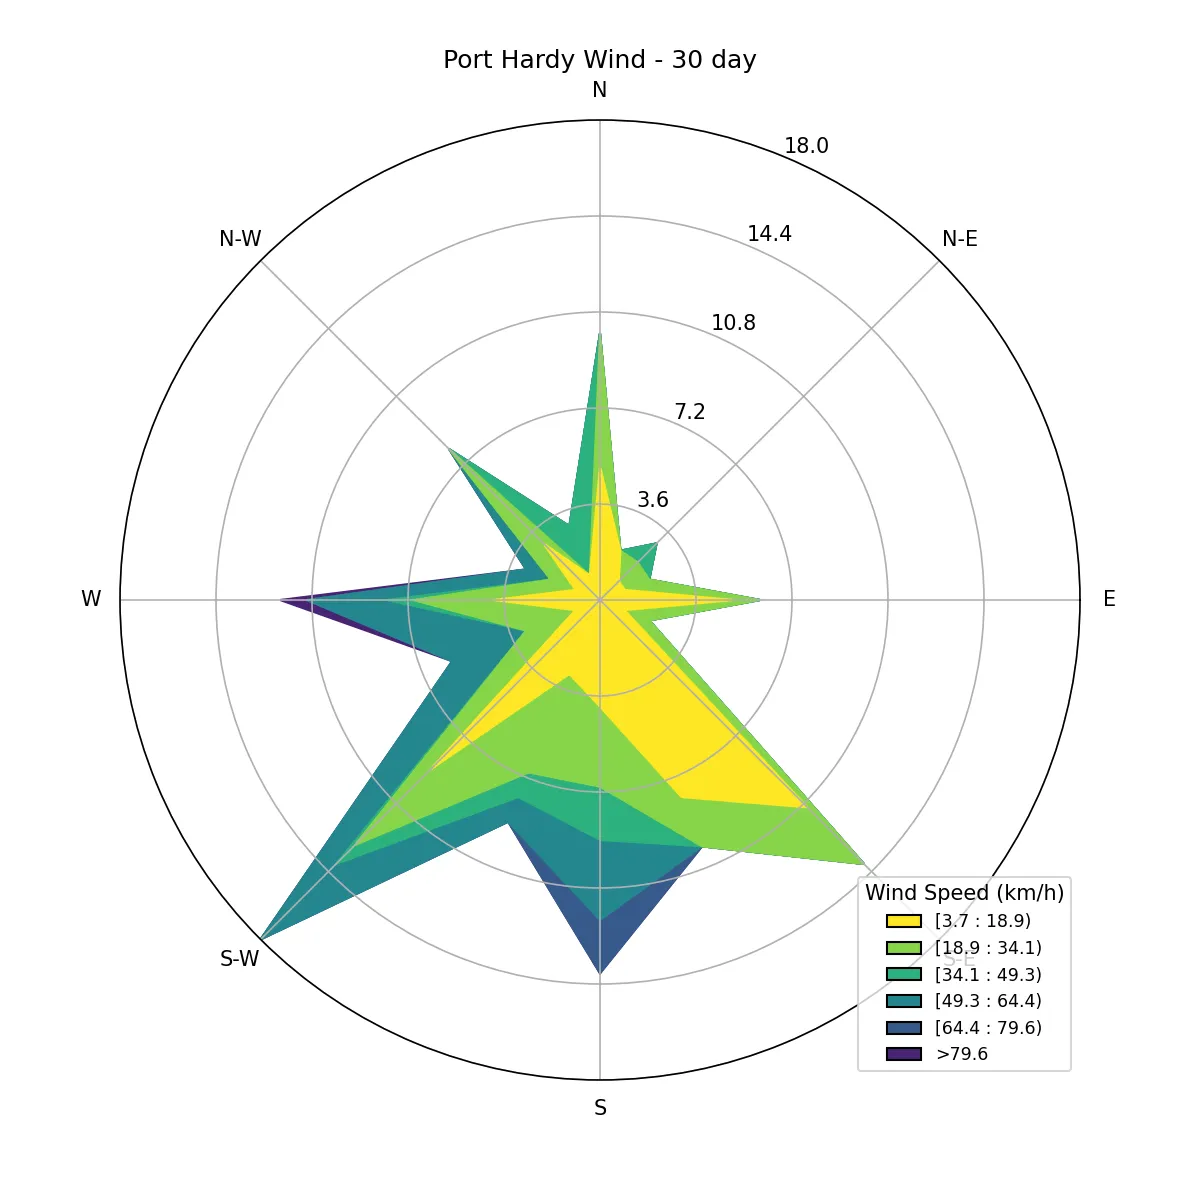 Port Hardy Wind - 30 day
N
18.0
14.4
N-W
N-E
10.8
7.2
3.6
W
E
S-W
S-E
Wind Speed (km/h)
[3.7 : 18.9)
[18.9 : 34.1)
[34.1 : 49.3)
[49.3 : 64.4)
[64.4 : 79.6)
>79.6
S